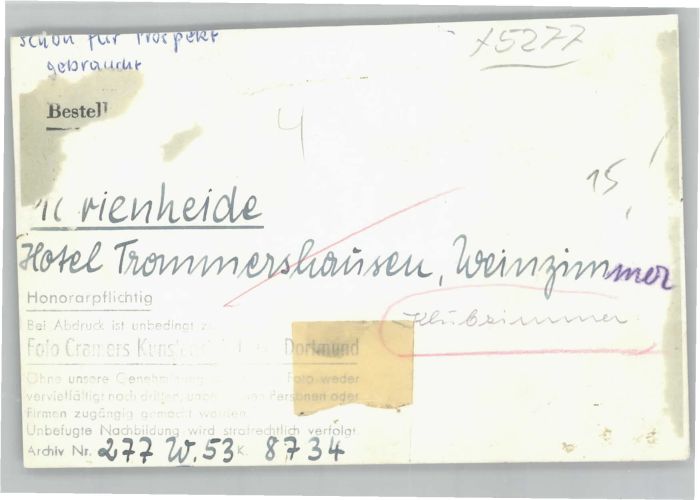 schon für Prospekt
gebraucht
x5277
Bestell
4
15,
rienheide
Hotel Trommershausen, Weinzimmer
Klubzimmer
Honorarpflichtig
Bei Abdruck ist unbedingt z
Foto Cramers Kunst Dortmund
Ohne unsere Genehmigung Foto weder
vervielfältigt noch dritten, Personen oder
Firmen zugängig gemacht werden.
Unbefugte Nachbildung wird strafrechtlich verfolgt
Archiv Nr. 277 W. 53 K. 8734